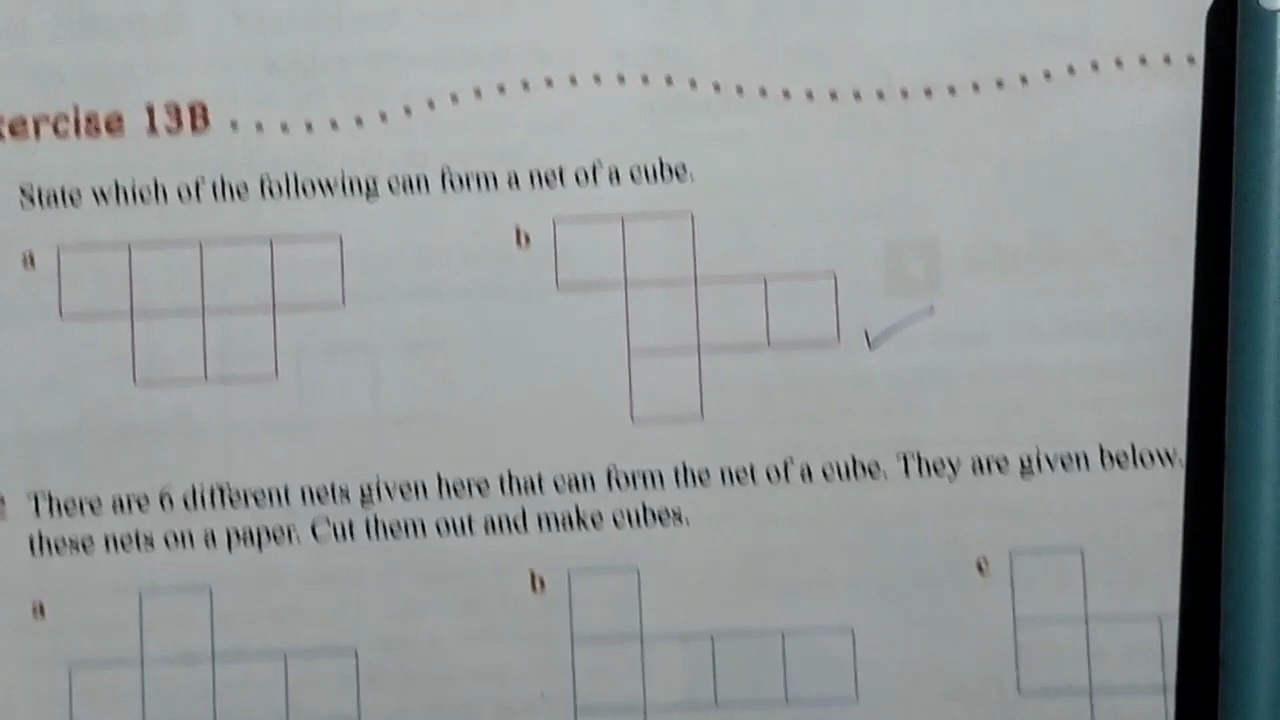 ercise 13B
State which of the following can form a net of a cube.
a b
There are 6 different nets given here that can form the net of a cube. They are given below.
these nets on a paper. Cut them out and make cubes.
a b c